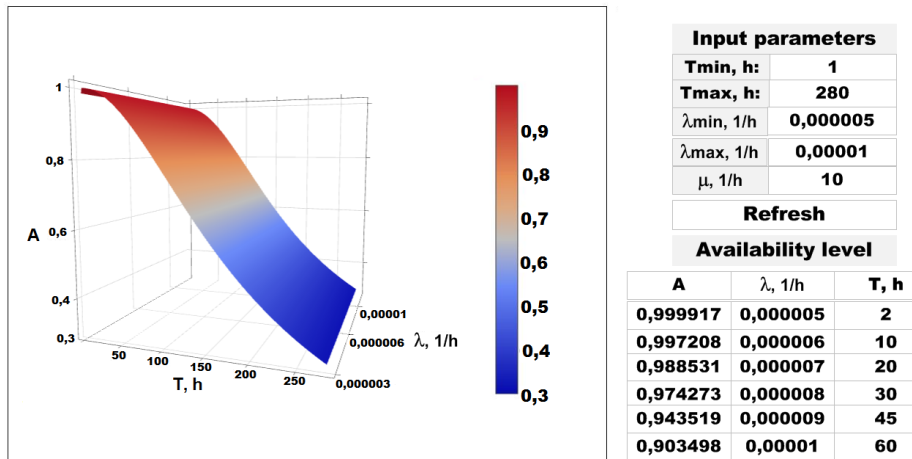 1
0,8
A
0,6
0,4
0,3
50
100
150
200
250
T, h
0,00001
0,000006
λ, 1/h
0,000003
0,9
0,8
0,7
0,6
0,5
0,4
0,3
Input parameters
Tmin, h: 1
Tmax, h: 280
λmin, 1/h 0,000005
λmax, 1/h 0,00001
μ, 1/h 10
Refresh
Availability level
A λ, 1/h T, h
0,999917 0,000005 2
0,997208 0,000006 10
0,988531 0,000007 20
0,974273 0,000008 30
0,943519 0,000009 45
0,903498 0,00001 60